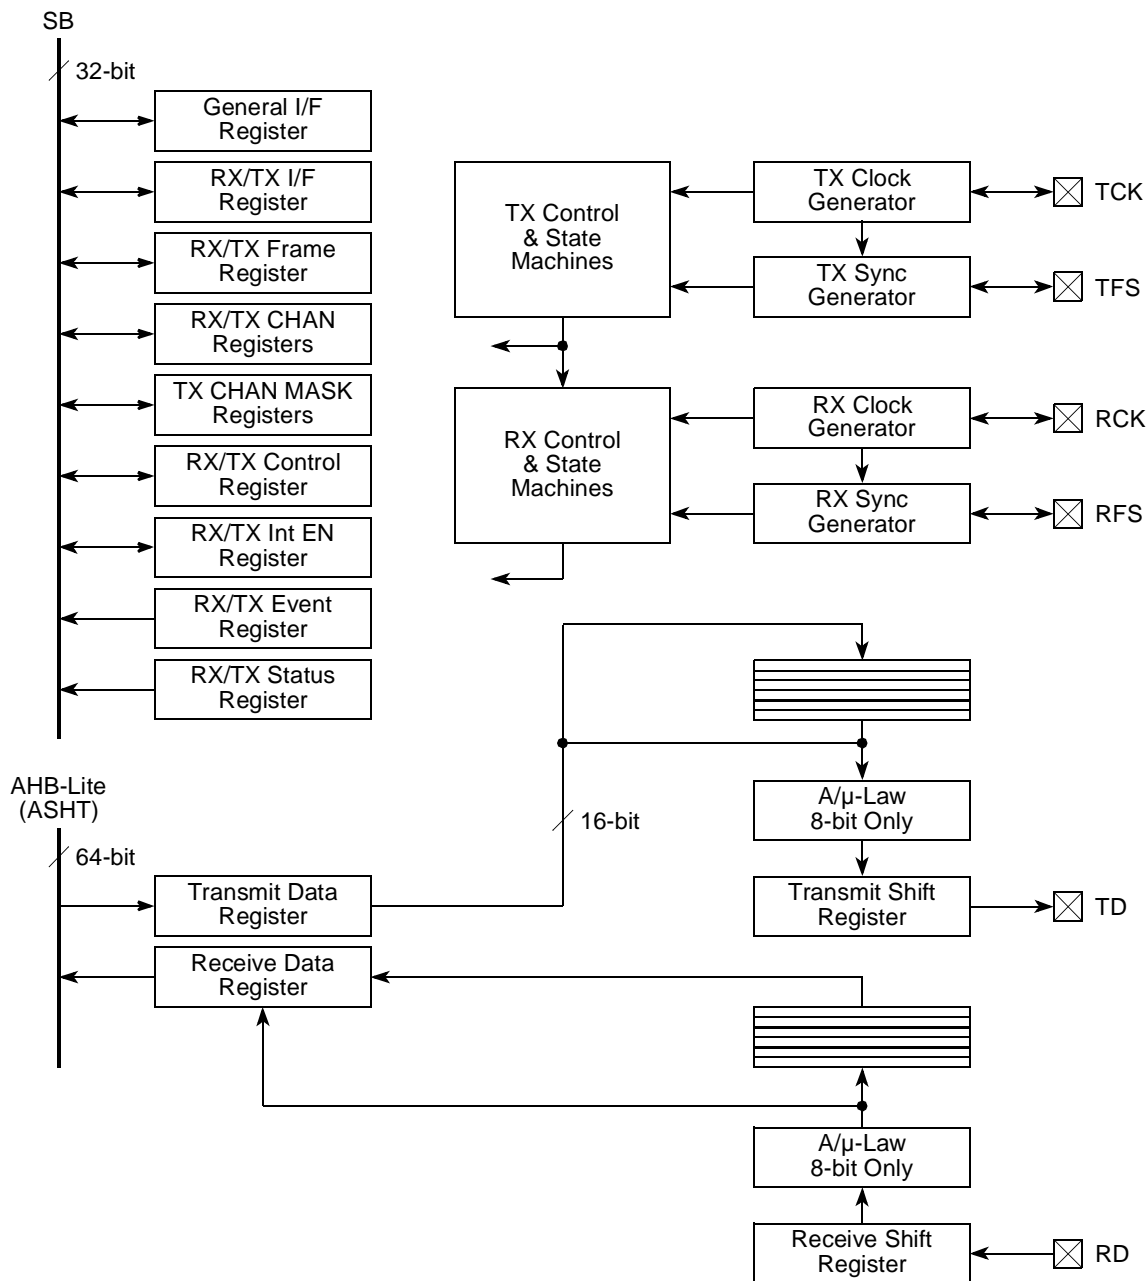 SB
32-bit
General I/F
Register
RX/TX I/F
Register
RX/TX Frame
Register
RX/TX CHAN
Registers
TX CHAN MASK
Registers
RX/TX Control
Register
RX/TX Int EN
Register
RX/TX Event
Register
RX/TX Status
Register
TX Control
& State
Machines
TX Clock
Generator
TCK
TX Sync
Generator
TFS
RX Control
& State
Machines
RX Clock
Generator
RCK
RX Sync
Generator
RFS
AHB-Lite
(ASHT)
64-bit
16-bit
A/µ-Law
8-bit Only
Transmit Data
Register
Transmit Shift
Register
TD
Receive Data
Register
A/µ-Law
8-bit Only
Receive Shift
Register
RD